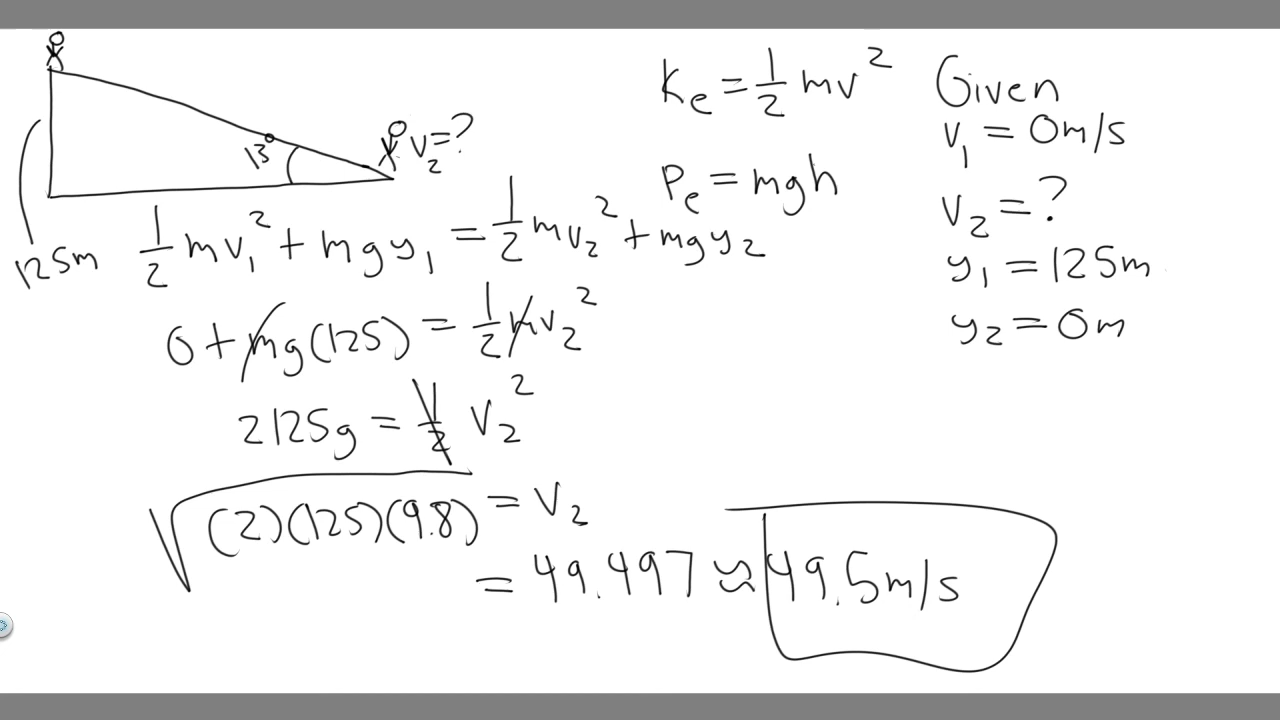 13°
V₂=?
125m
Ke = 1/2 mv²
Pe = mgh
Given
v₁ = 0m/s
v₂ = ?
y₁ = 125m
y₂ = 0m
1/2 mv₁² + mgy₁ = 1/2 mv₂² + mgy₂
0 + mg(125) = 1/2 mv₂²
2125g = 1/2 v₂²
√(2)(125)(9.8) = v₂
= 49.497 ≈ 49.5m/s